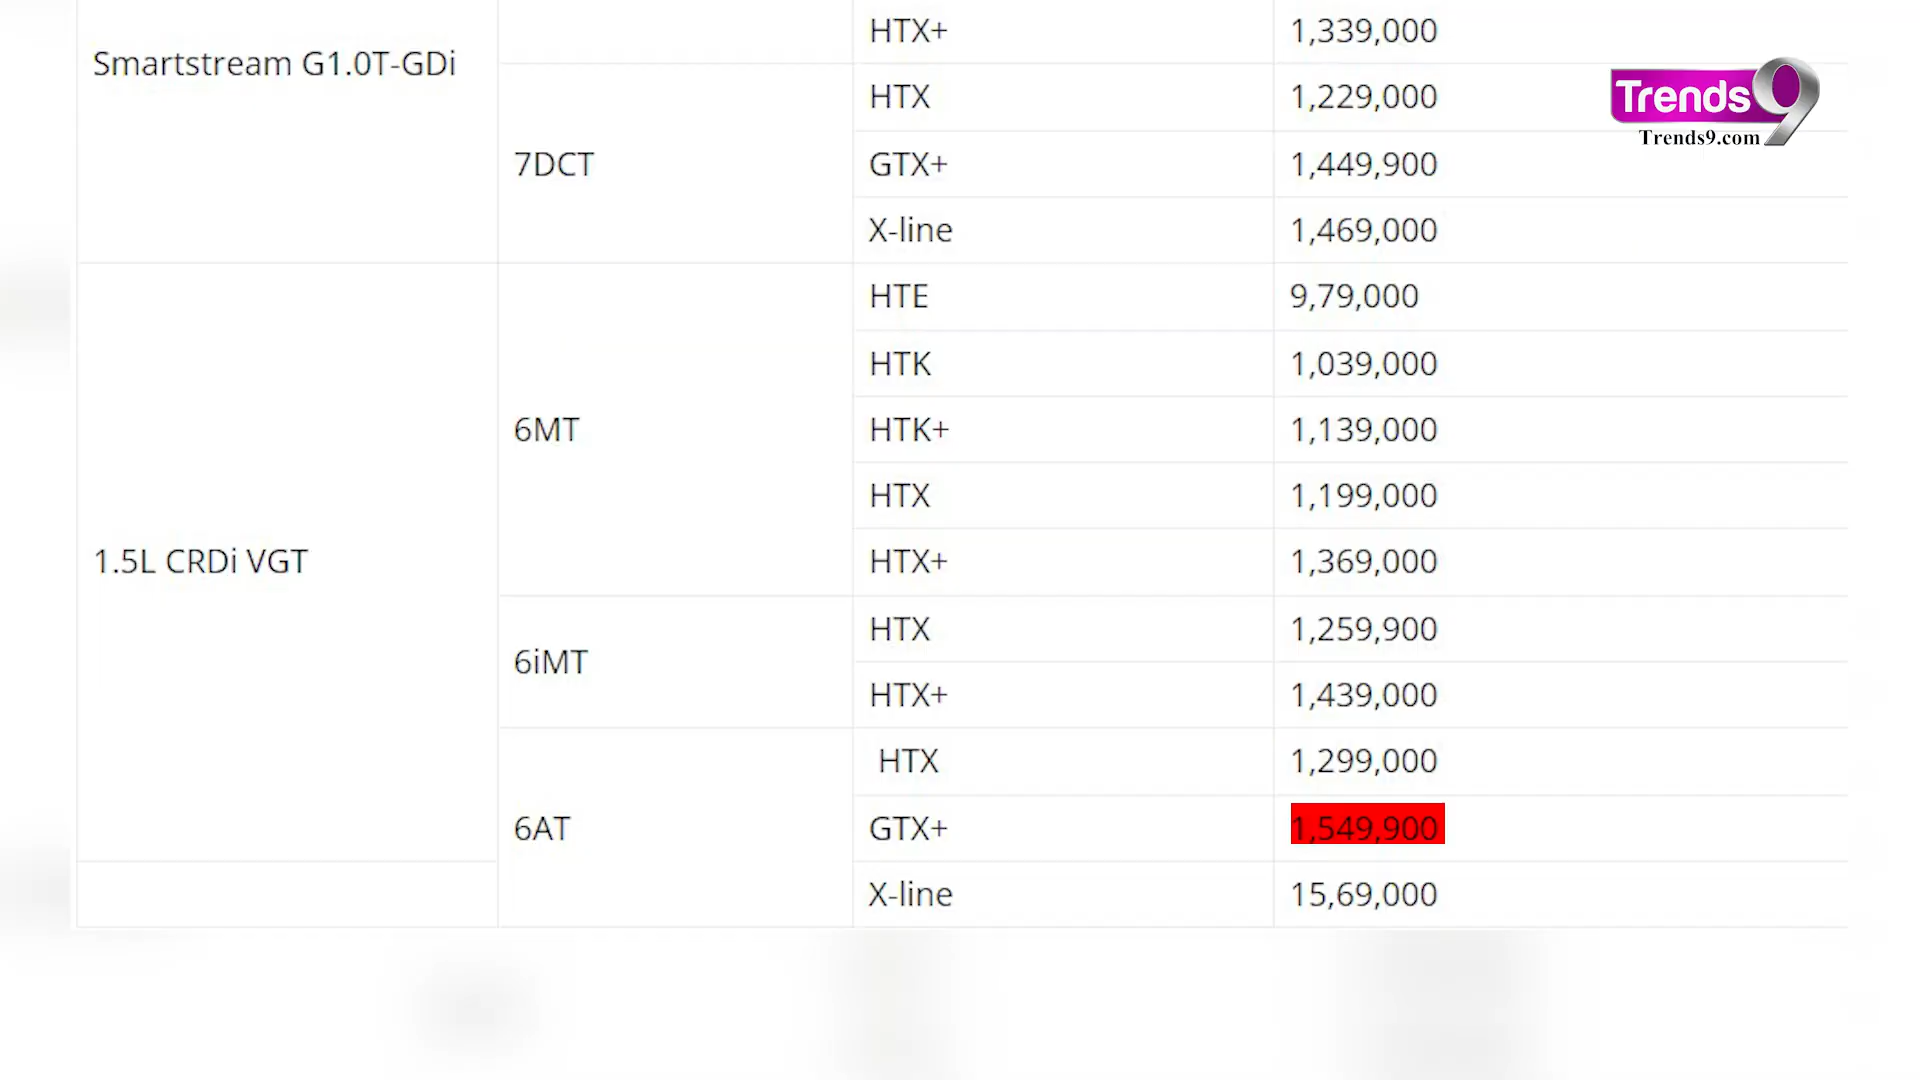 HTX+ 1,339,000
Smartstream G1.0T-GDi
HTX 1,229,000
Trends9
Trends9.com
7DCT GTX+ 1,449,900
X-line 1,469,000
HTE 9,79,000
HTK 1,039,000
6MT HTK+ 1,139,000
HTX 1,199,000
1.5L CRDi VGT HTX+ 1,369,000
HTX 1,259,900
6iMT
HTX+ 1,439,000
HTX 1,299,000
6AT GTX+ 1,549,900
X-line 15,69,000